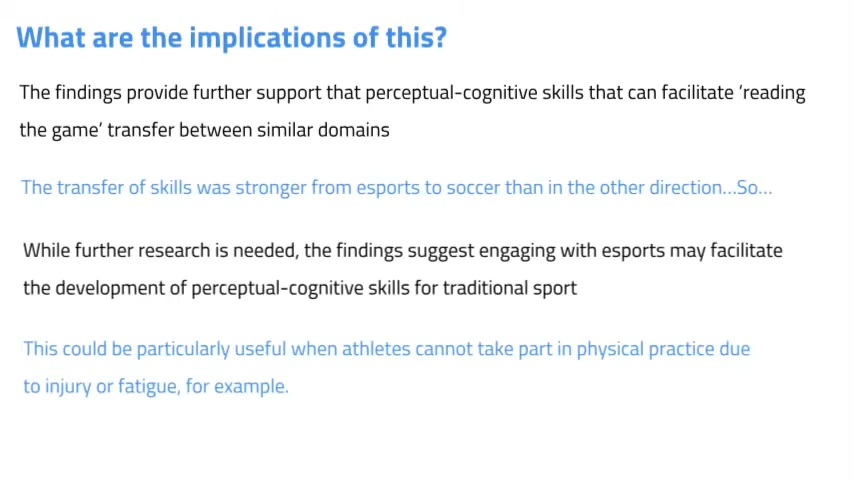 What are the implications of this?
The findings provide further support that perceptual-cognitive skills that can facilitate ‘reading
the game’ transfer between similar domains
The transfer of skills was stronger from esports to soccer than in the other direction...So...
While further research is needed, the findings suggest engaging with esports may facilitate
the development of perceptual-cognitive skills for traditional sport
This could be particularly useful when athletes cannot take part in physical practice due
to injury or fatigue, for example.